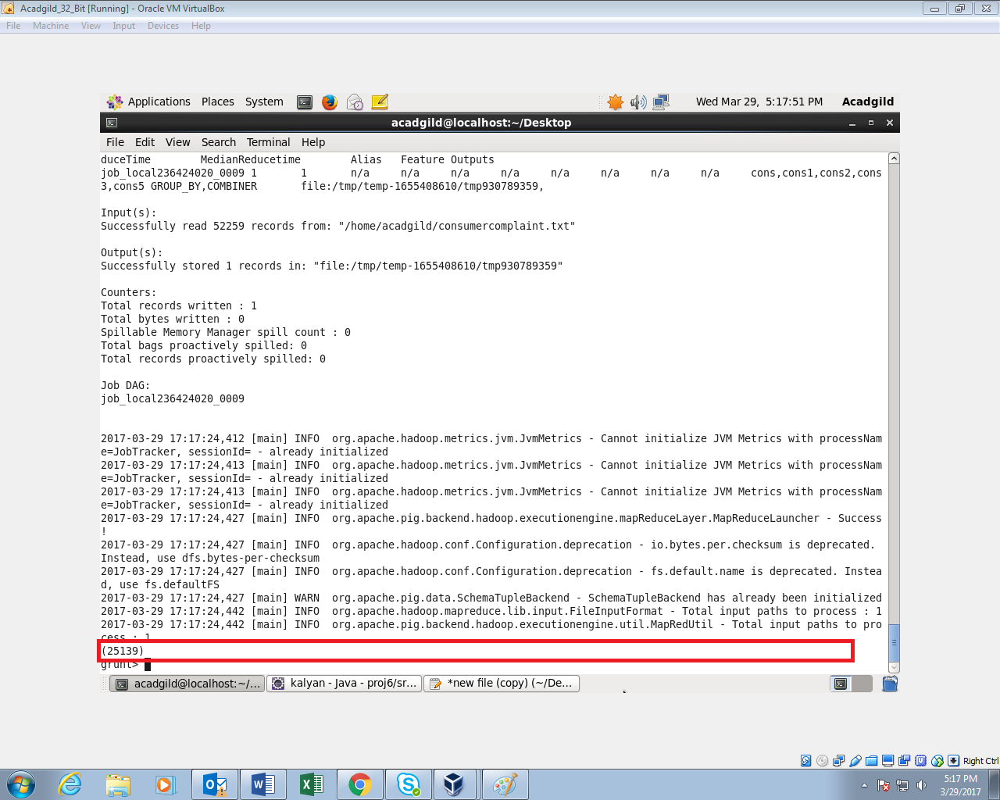 Acadgild_32_Bit [Running] - Oracle VM VirtualBox
File Machine View Input Devices Help
Applications Places System Wed Mar 29, 5:17:51 PM Acadgild
acadgild@localhost:~/Desktop
File Edit View Search Terminal Help
duceTime MedianReducetime Alias Feature Outputs
job_local236424020_0009 1 1 n/a n/a n/a n/a n/a n/a n/a n/a cons,cons1,cons2,cons
3,cons5 GROUP_BY,COMBINER file:/tmp/temp-1655408610/tmp930789359,
Input(s):
Successfully read 52259 records from: "/home/acadgild/consumercomplaint.txt"
Output(s):
Successfully stored 1 records in: "file:/tmp/temp-1655408610/tmp930789359"
Counters:
Total records written : 1
Total bytes written : 0
Spillable Memory Manager spill count : 0
Total bags proactively spilled: 0
Total records proactively spilled: 0
Job DAG:
job_local236424020_0009
2017-03-29 17:17:24,412 [main] INFO org.apache.hadoop.metrics.jvm.JvmMetrics - Cannot initialize JVM Metrics with processNam
e=JobTracker, sessionId= - already initialized
2017-03-29 17:17:24,413 [main] INFO org.apache.hadoop.metrics.jvm.JvmMetrics - Cannot initialize JVM Metrics with processNam
e=JobTracker, sessionId= - already initialized
2017-03-29 17:17:24,413 [main] INFO org.apache.hadoop.metrics.jvm.JvmMetrics - Cannot initialize JVM Metrics with processNam
e=JobTracker, sessionId= - already initialized
2017-03-29 17:17:24,427 [main] INFO org.apache.pig.backend.hadoop.executionengine.mapReduceLayer.MapReduceLauncher - Success
!
2017-03-29 17:17:24,427 [main] INFO org.apache.hadoop.conf.Configuration.deprecation - io.bytes.per.checksum is deprecated.
Instead, use dfs.bytes-per-checksum
2017-03-29 17:17:24,427 [main] INFO org.apache.hadoop.conf.Configuration.deprecation - fs.default.name is deprecated. Instea
d, use fs.defaultFS
2017-03-29 17:17:24,427 [main] WARN org.apache.pig.data.SchemaTupleBackend - SchemaTupleBackend has already been initialized
2017-03-29 17:17:24,442 [main] INFO org.apache.hadoop.mapreduce.lib.input.FileInputFormat - Total input paths to process : 1
2017-03-29 17:17:24,442 [main] INFO org.apache.pig.backend.hadoop.executionengine.util.MapRedUtil - Total input paths to pro
cess : 1
(25139)
grunt>
acadgild@localhost:~/... kalyan - Java - proj6/sr... *new file (copy) (~/De...
Right Ctrl
5:17 PM
3/29/2017